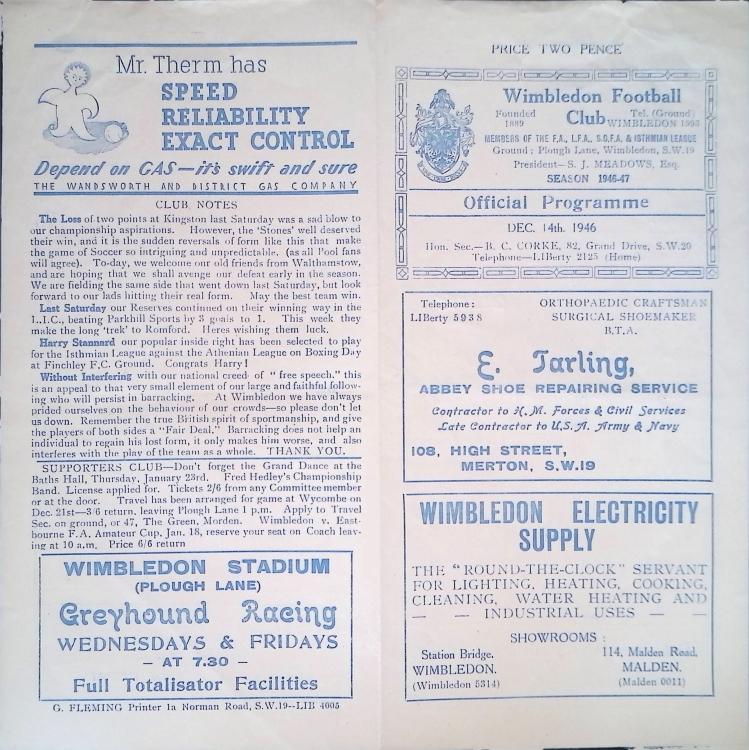 Mr. Therm has
SPEED
RELIABILITY
EXACT CONTROL
Depend on GAS—it's swift and sure
THE WANDSWORTH AND DISTRICT GAS COMPANY
CLUB NOTES
The Loss of two points at Kingston last Saturday was a sad blow to
our championship aspirations. However, the 'Stones' well deserved
their win, and it is the sudden reversals of form like this that make
the game of Soccer so intriguing and unpredictable. (as all Pool fans
will agree). To-day, we welcome our old friends from Walthamstow,
and are hoping that we shall avenge our defeat early in the season.
We are fielding the same side that went down last Saturday, but look
forward to our lads hitting their real form. May the best team win.
Last Saturday our Reserves continued on their winning way in the
L.I.C., beating Parkhill Sports by 3 goals to 1. This week they
make the long 'trek' to Romford. Heres wishing them luck.
Harry Stannard our popular inside right has been selected to play
for the Isthmian League against the Athenian League on Boxing Day
at Finchley F.C. Ground. Congrats Harry!
Without Interfering with our national creed of "free speech." this
is an appeal to that very small element of our large and faithful follow-
ing who will persist in barracking. At Wimbledon we have always
prided ourselves on the behaviour of our crowds—so please don't let
us down. Remember the true British spirit of sportmanship, and give
the players of both sides a "Fair Deal." Barracking does not help an
individual to regain his lost form, it only makes him worse, and also
interferes with the play of the team as a whole. THANK YOU.
SUPPORTERS CLUB—Don't forget the Grand Dance at the
Baths Hall, Thursday, January 23rd. Fred Hedley's Championship
Band. License applied for. Tickets 2/6 from any Committee member
or at the door. Travel has been arranged for game at Wycombe on
Dec. 21st—3/6 return, leaving Plough Lane 1 p.m. Apply to Travel
Sec. on ground, or 47, The Green, Morden. Wimbledon v. East-
bourne F.A. Amateur Cup. Jan. 18, reserve your seat on Coach leav-
ing at 10 a.m. Price 6/6 return
WIMBLEDON STADIUM
(PLOUGH LANE)
Greyhound Racing
WEDNESDAYS & FRIDAYS
— AT 7.30 —
Full Totalisator Facilities
G. FLEMING Printer 1a Norman Road, S.W.19--LIB 4005
PRICE TWO PENCE
Wimbledon Football
Founded 1889 Club Tel. (Ground) WIMBLEDON
MEMBERS OF THE F.A., L.F.A., S.O.F.A. & ISTHMIAN LEAGUE
Ground; Plough Lane, Wimbledon, S.W.19
President— S. J. MEADOWS, Esq.
SEASON 1946-47
Official Programme
DEC. 14th. 1946
Hon. Sec.—B. C. CORKE, 82, Grand Drive, S.W.20
Telephone—LIBerty 2125 (Home)
Telephone: ORTHOPAEDIC CRAFTSMAN
LIBerty 5938 SURGICAL SHOEMAKER
B.T.A.
E. Tarling,
ABBEY SHOE REPAIRING SERVICE
Contractor to H.M. Forces & Civil Services
Late Contractor to U.S.A. Army & Navy
108, HIGH STREET,
MERTON, S.W.19
WIMBLEDON ELECTRICITY
SUPPLY
THE "ROUND-THE-CLOCK" SERVANT
FOR LIGHTING, HEATING, COOKING,
CLEANING, WATER HEATING AND
— — INDUSTRIAL USES — —
SHOWROOMS :
Station Bridge. 114, Malden Road,
WIMBLEDON. MALDEN.
(Wimbledon 5314) (Malden 0011)